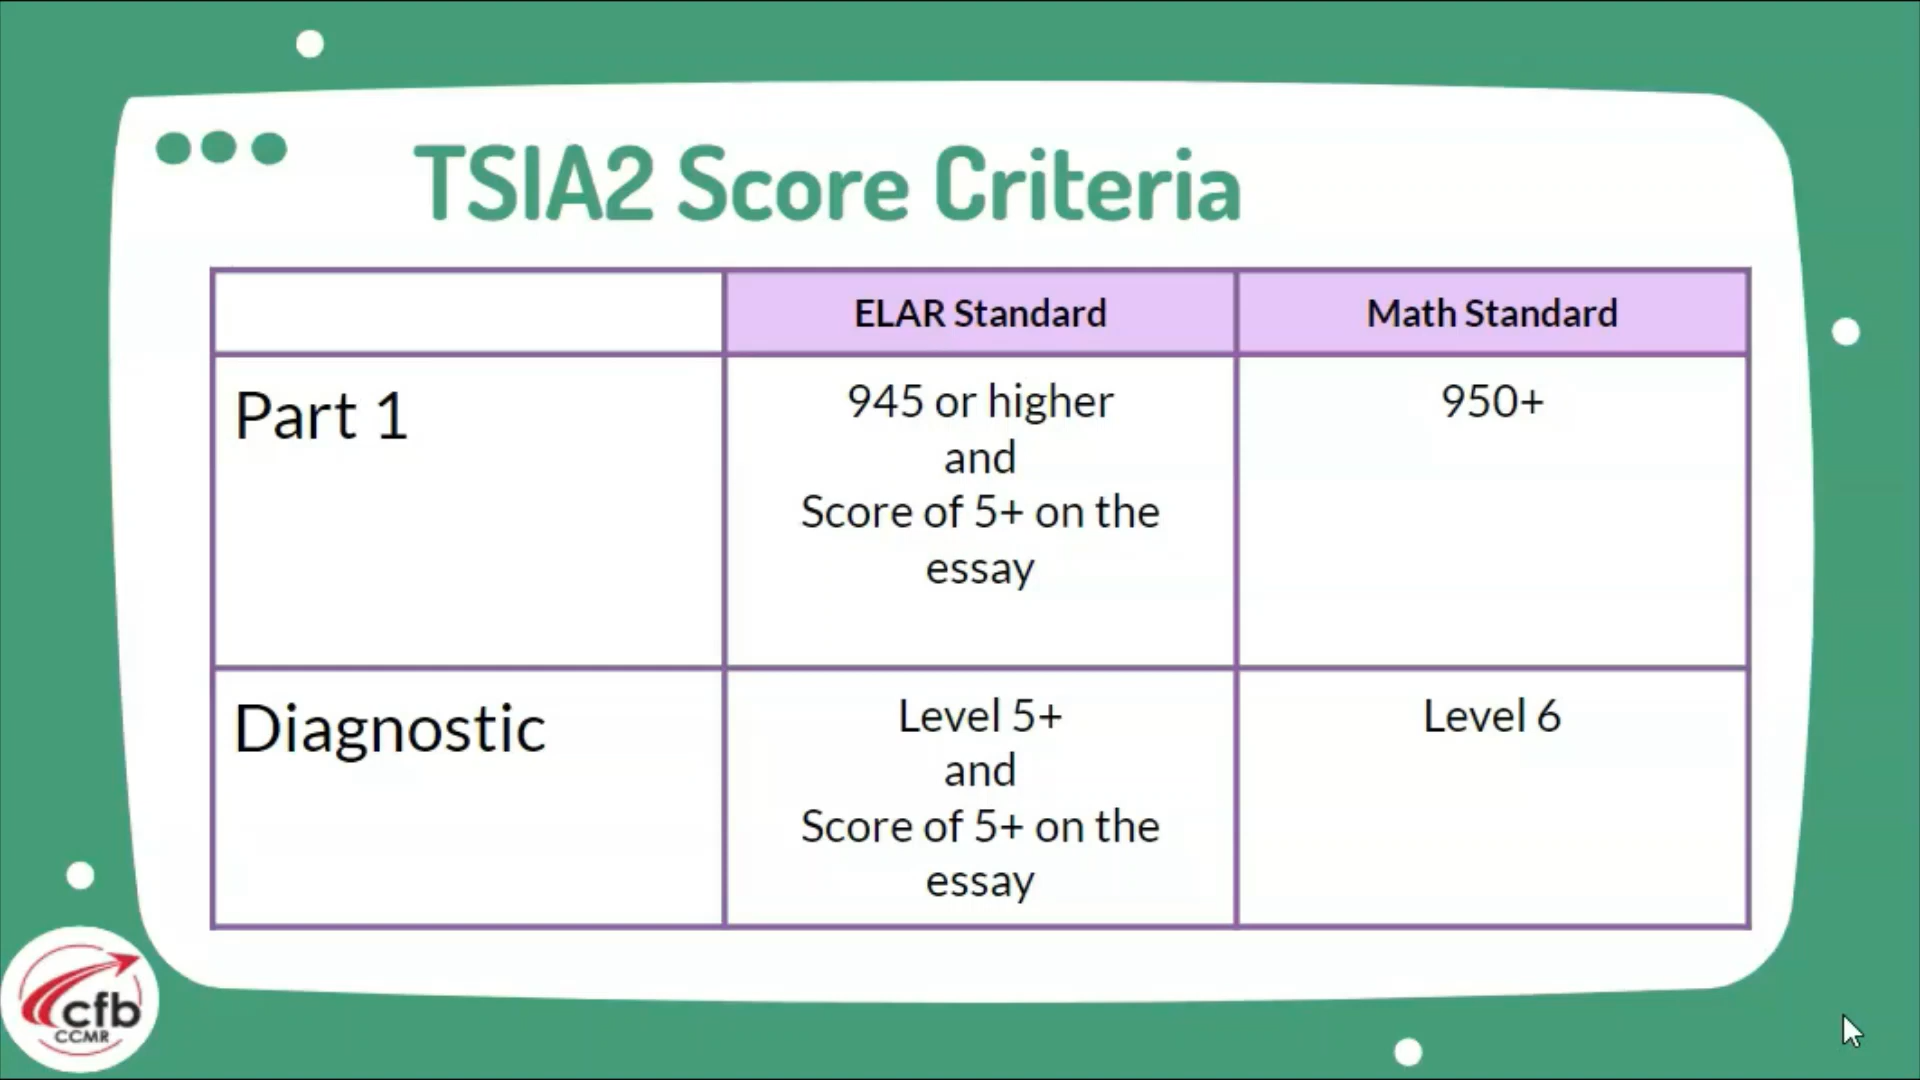 TSIA2 Score Criteria
ELAR Standard
Math Standard
Part 1
945 or higher
and
Score of 5+ on the
essay
950+
Diagnostic
Level 5+
and
Score of 5+ on the
essay
Level 6
cfb
CCMR